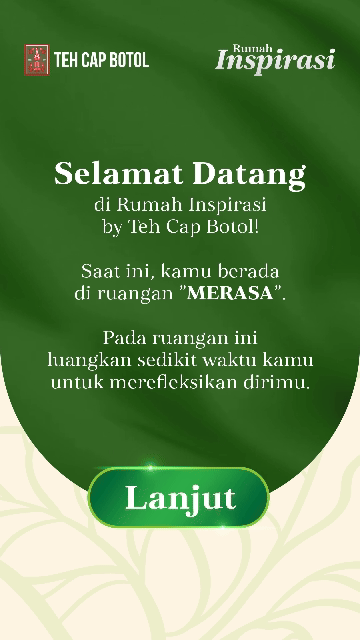 TEH CAP BOTOL
Rumah
Inspirasi
Selamat Datang
di Rumah Inspirasi
by Teh Cap Botol!
Saat ini, kamu berada
di ruangan "MERASA".
Pada ruangan ini
luangkan sedikit waktu kamu
untuk merefleksikan dirimu.
Lanjut